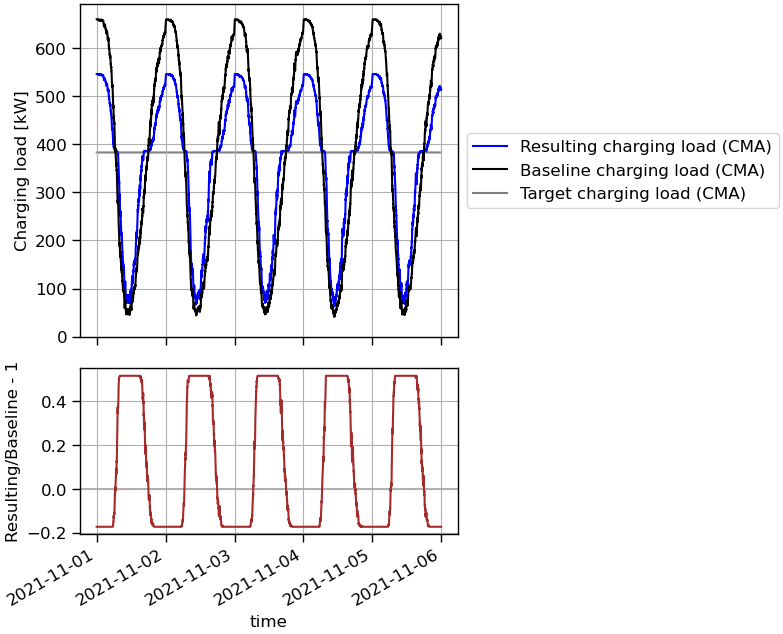 600
500
400
300
200
100
0
Charging load [kW]
Resulting charging load (CMA)
Baseline charging load (CMA)
Target charging load (CMA)
0.4
0.2
0.0
−0.2
Resulting/Baseline - 1
2021-11-01
2021-11-02
2021-11-03
2021-11-04
2021-11-05
2021-11-06
time